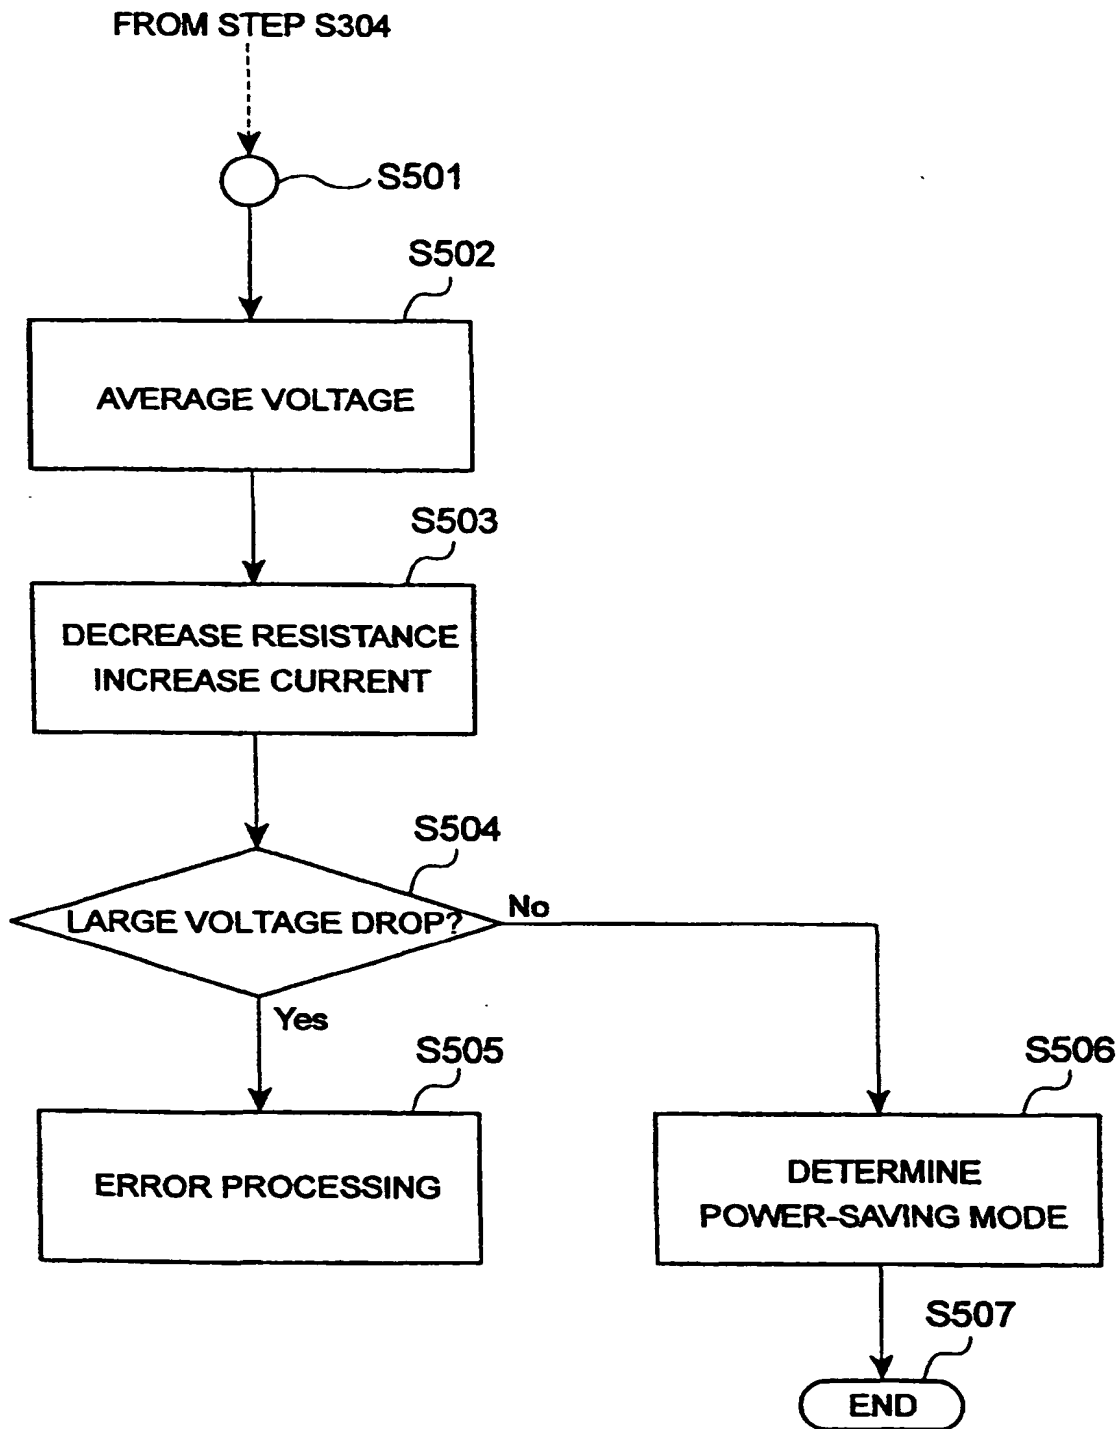 FROM STEP S304
S501
S502
AVERAGE VOLTAGE
S503
DECREASE RESISTANCE
INCREASE CURRENT
S504
LARGE VOLTAGE DROP?
No
Yes
S505
ERROR PROCESSING
S506
DETERMINE
POWER-SAVING MODE
S507
END